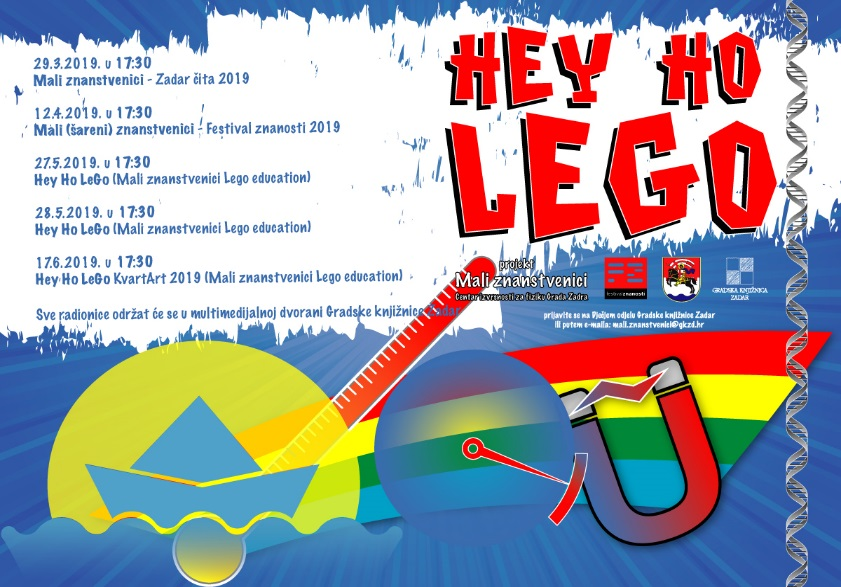 29.3.2019. u 17:30
Mali znanstvenici - Zadar čita 2019
12.4.2019. u 17:30
Mali (šareni) znanstvenici - Festival znanosti 2019
27.5.2019. u 17:30
Hey Ho LeGo (Mali znanstvenici Lego education)
28.5.2019. u 17:30
Hey Ho LeGo (Mali znanstvenici Lego education)
17.6.2019. u 17:30
Hey Ho LeGo KvartArt 2019 (Mali znanstvenici Lego education)
Sve radionice održat će se u multimedijalnoj dvorani Gradske knjižnice Zadar
HEY HO
LEGO
projekt
Mali znanstvenici
Centar izvrsnosti za fiziku Grada Zadra
festivalznanosti
GRADSKA KNJIŽNICA
ZADAR
prijavite se na Dječjem odjelu Gradske knjižnice Zadar
ili putem e-maila: mali.znanstvenici@gkzd.hr